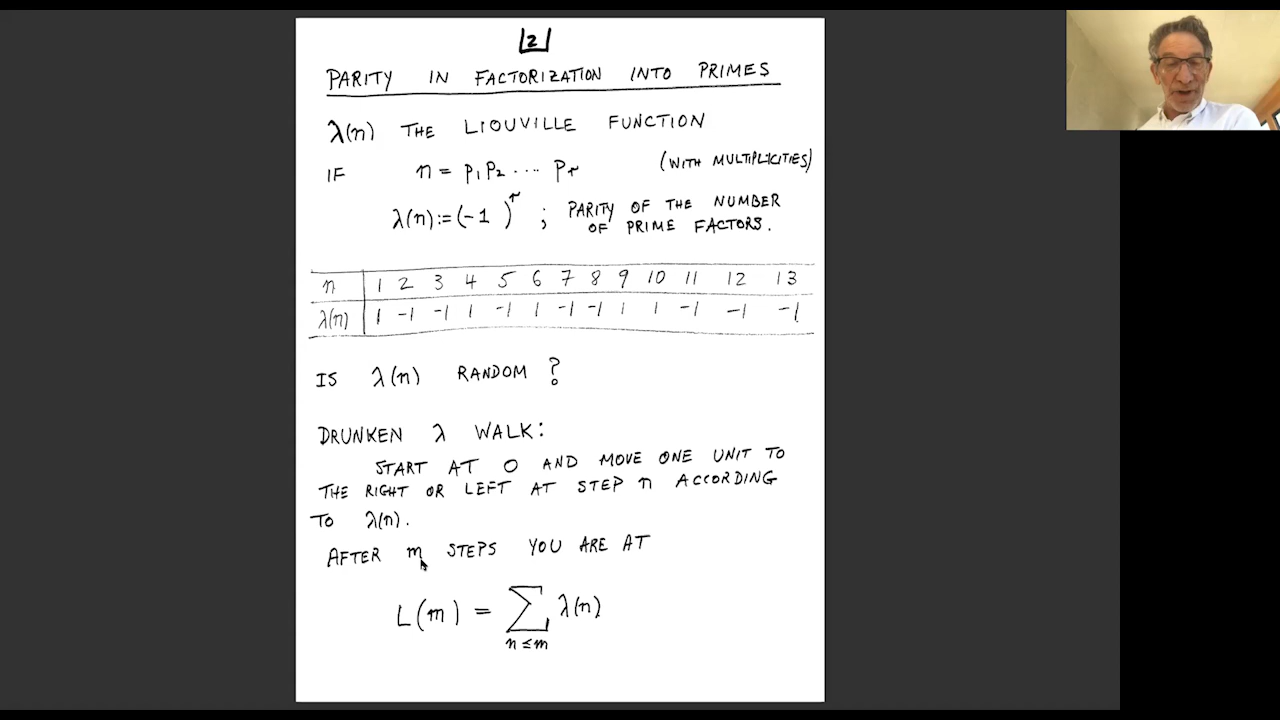 2
PARITY IN FACTORIZATION INTO PRIMES
λ(n) THE LIOUVILLE FUNCTION
IF n = p₁p₂ ... pᵣ (WITH MULTIPLICITIES)
λ(n) := (-1)ʳ ; PARITY OF THE NUMBER
OF PRIME FACTORS.
n 1 2 3 4 5 6 7 8 9 10 11 12 13
λ(n) 1 -1 -1 1 -1 1 -1 -1 1 1 -1 -1 -1
IS λ(n) RANDOM ?
DRUNKEN λ WALK:
START AT 0 AND MOVE ONE UNIT TO
THE RIGHT OR LEFT AT STEP n ACCORDING
TO λ(n).
AFTER m STEPS YOU ARE AT
L(m) = ∑ λ(n)
n ≤ m